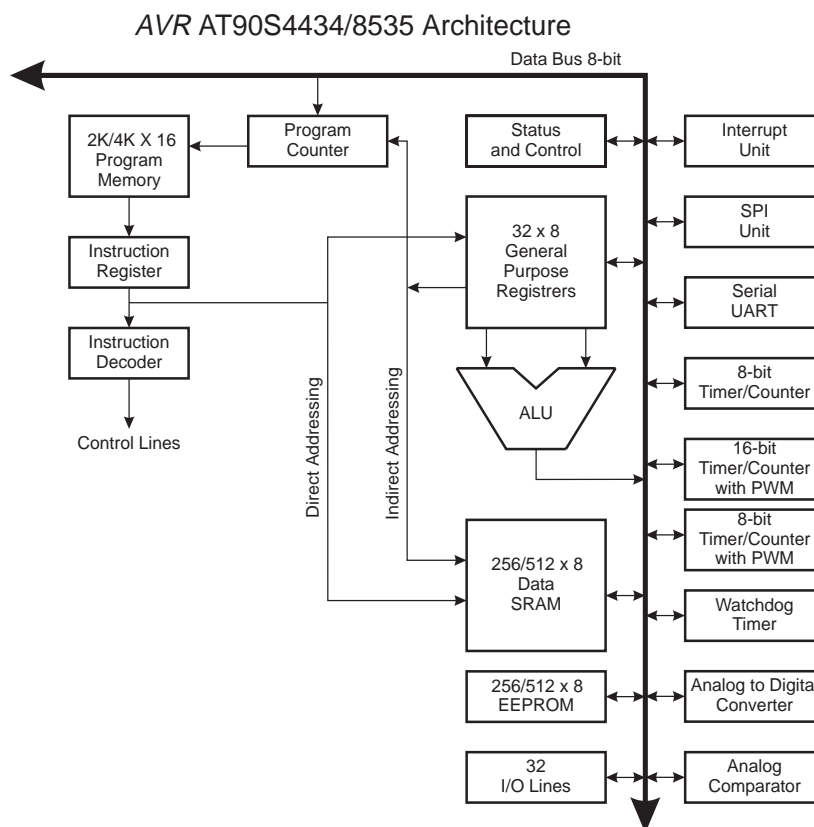 AVR AT90S4434/8535 Architecture
Data Bus 8-bit
2K/4K X 16
Program
Memory
Program
Counter
Status
and Control
Interrupt
Unit
Instruction
Register
32 x 8
General
Purpose
Registrers
SPI
Unit
Serial
UART
Instruction
Decoder
Control Lines
Direct Addressing
Indirect Addressing
ALU
8-bit
Timer/Counter
16-bit
Timer/Counter
with PWM
8-bit
Timer/Counter
with PWM
256/512 x 8
Data
SRAM
Watchdog
Timer
256/512 x 8
EEPROM
Analog to Digital
Converter
32
I/O Lines
Analog
Comparator